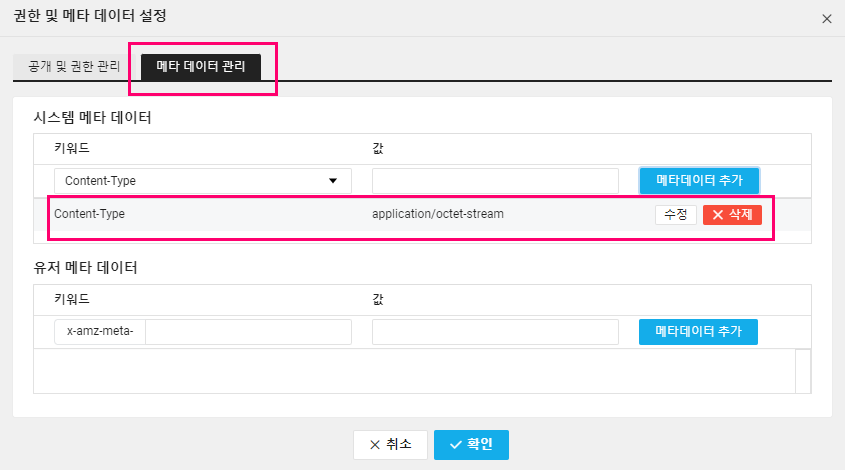 권한 및 메타 데이터 설정
공개 및 권한 관리 메타 데이터 관리
시스템 메타 데이터
키워드 값
Content-Type 메타데이터 추가
Content-Type application/octet-stream 수정 삭제
유저 메타 데이터
키워드 값
x-amz-meta- 메타데이터 추가
취소 확인